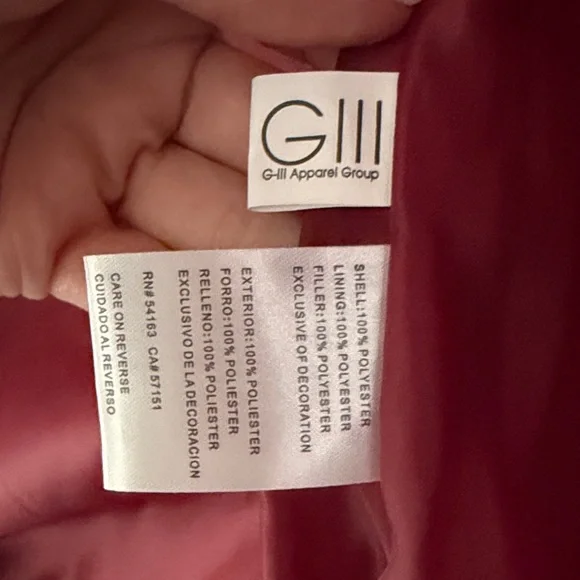 GIII
G-III Apparel Group
SHELL:100% POLYESTER
LINING:100% POLYESTER
FILLER:100% POLYESTER
EXCLUSIVE OF DECORATION
EXTERIOR:100% POLIESTER
FORRO:100% POLIESTER
RELLENO:100% POLIESTER
EXCLUSIVO DE LA DECORACION
RN# 54163 CA# 57151
CARE ON REVERSE
CUIDADO AL REVERSO